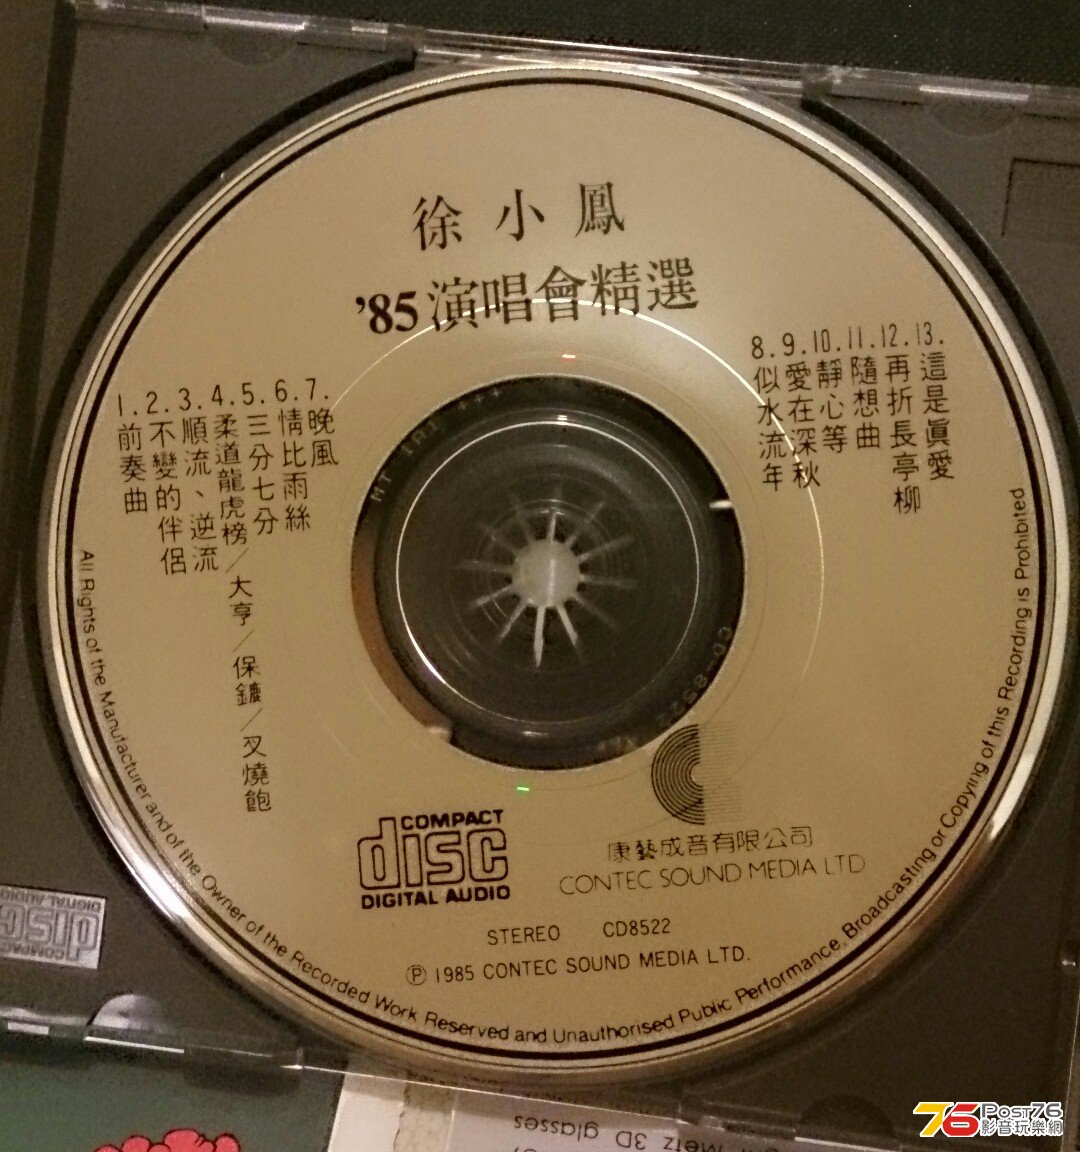 徐小鳳
’85演唱會精選
1. 前奏曲
2. 不變的伴侶
3. 順流、逆流
4. 柔道龍虎榜/大亨/保鑣/叉燒飽
5. 三分七分
6. 情比雨絲
7. 晚風
8. 似水流年
9. 愛在深秋
10. 靜心等
11. 隨想曲
12. 再折長亭柳
13. 這是眞愛
COMPACT
disc
DIGITAL AUDIO
康藝成音有限公司
CONTEC SOUND MEDIA LTD
STEREO CD8522
Ⓟ 1985 CONTEC SOUND MEDIA LTD.
All Rights of the Manufacturer and of the Owner of the Recorded Work Reserved and Unauthorised Public Performance, Broadcasting or Copying of this Recording is Prohibited
COMPACT
disc
DIGITAL AUDIO
Metz 3D glasses
76 Post76
影音玩樂網